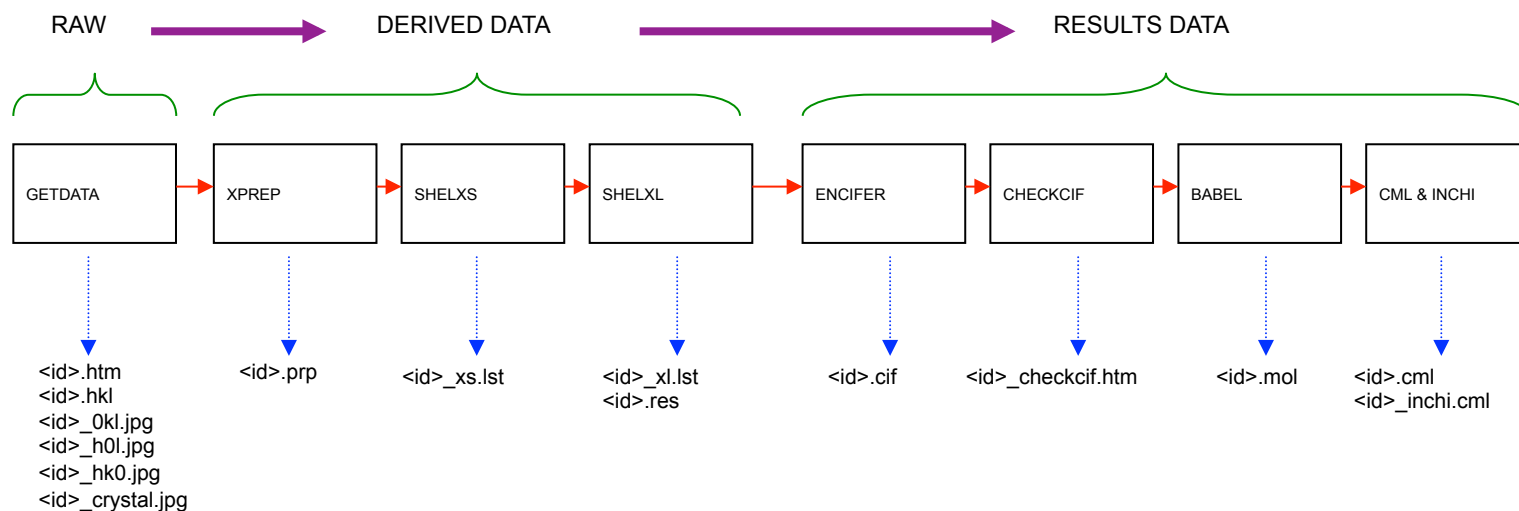 RAW
DERIVED DATA
RESULTS DATA
GETDATA
XPREP
SHELXS
SHELXL
ENCIFER
CHECKCIF
BABEL
CML & INCHI
<id>.htm
<id>.hkl
<id>_0kl.jpg
<id>_h0l.jpg
<id>_hk0.jpg
<id>_crystal.jpg
<id>.prp
<id>_xs.lst
<id>_xl.lst
<id>.res
<id>.cif
<id>_checkcif.htm
<id>.mol
<id>.cml
<id>_inchi.cml